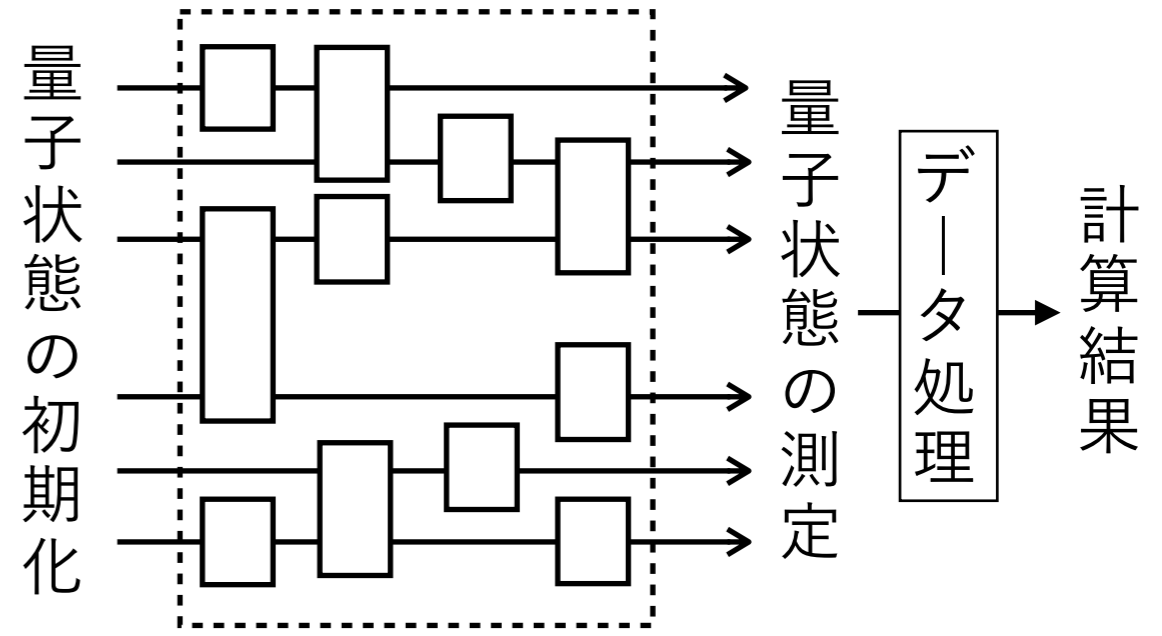 量子状態の初期化
量子状態の測定
データ処理
計算結果